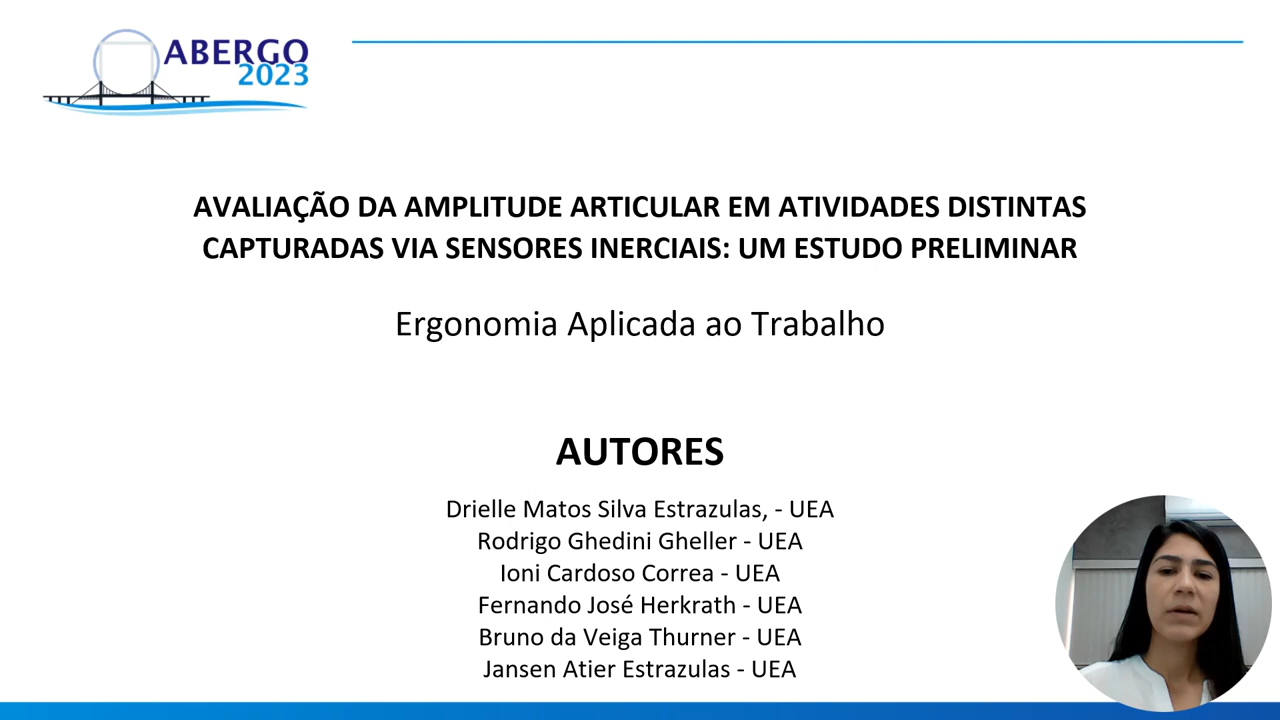 ABERGO
2023
AVALIAÇÃO DA AMPLITUDE ARTICULAR EM ATIVIDADES DISTINTAS
CAPTURADAS VIA SENSORES INERCIAIS: UM ESTUDO PRELIMINAR
Ergonomia Aplicada ao Trabalho
AUTORES
Drielle Matos Silva Estrazulas, - UEA
Rodrigo Ghedini Gheller - UEA
Ioni Cardoso Correa - UEA
Fernando José Herkrath - UEA
Bruno da Veiga Thurner - UEA
Jansen Atier Estrazulas - UEA